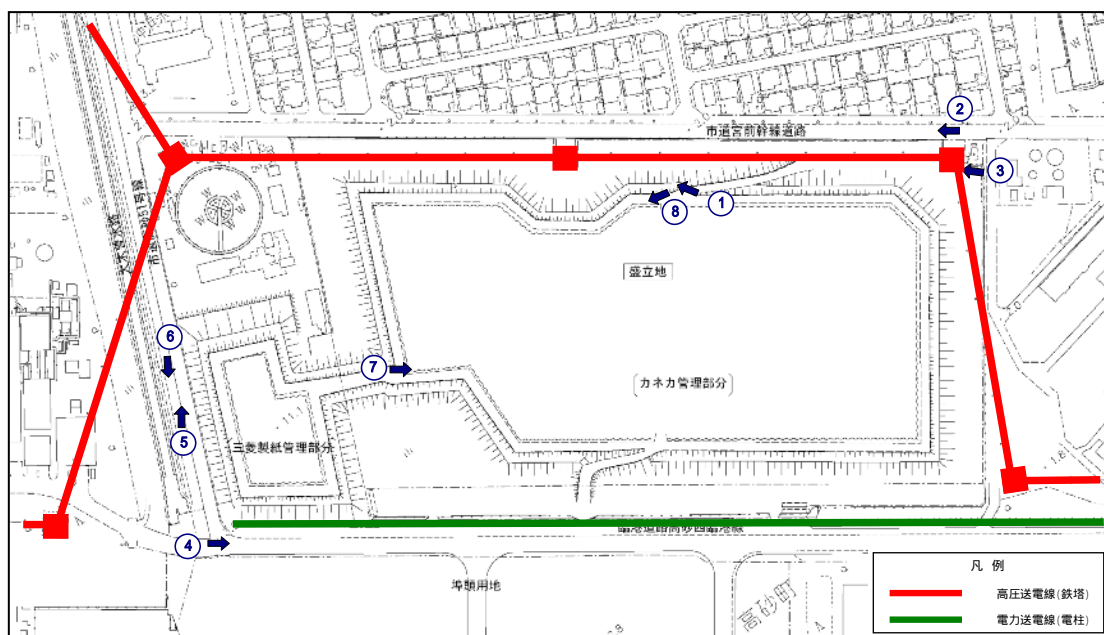 市道宮前幹線道路
②
③
①
⑧
盛立地
⑥
⑦
カネカ管理部分
⑤
三菱製紙管理部分
11.1
④
臨港道路高砂西臨港線
埠頭用地
高砂町
凡 例
高圧送電線(鉄塔)
電力送電線(電柱)